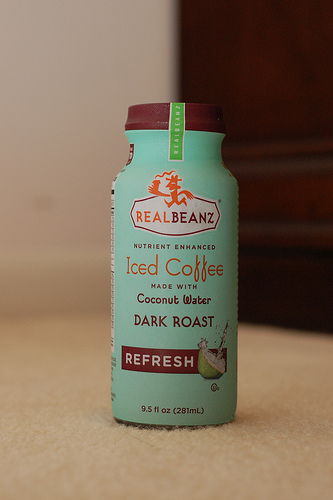 REALBEANZ
REALBEANZ
NUTRIENT ENHANCED
Iced Coffee
MADE WITH
Coconut Water
DARK ROAST
REFRESH
9.5 fl oz (281mL)